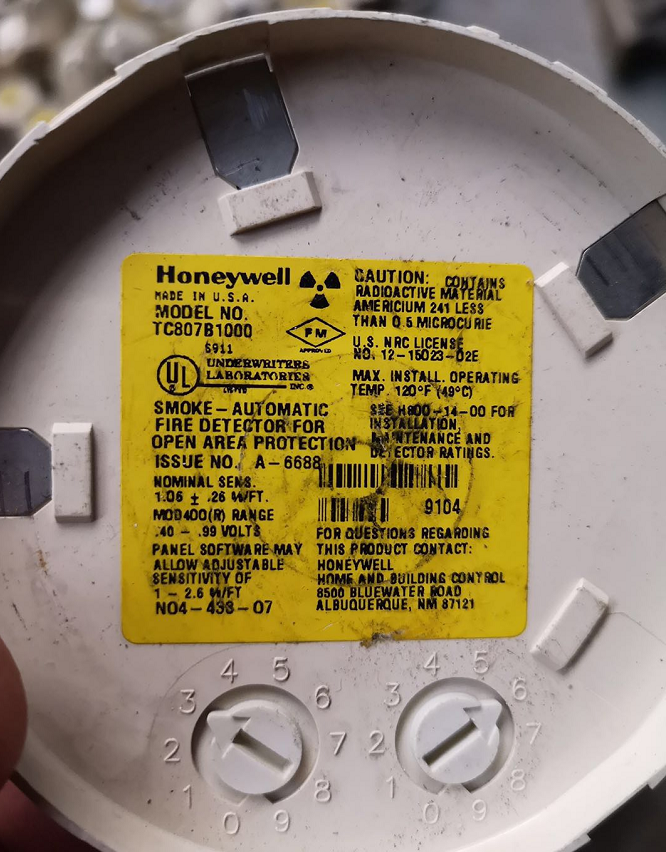 Honeywell
MADE IN U.S.A.
MODEL NO.
TC807B1000
S911
UL
®
UNDERWRITERS
LABORATORIES
INC.®
LISTED
FM
APPROVED
SMOKE – AUTOMATIC
FIRE DETECTOR FOR
OPEN AREA PROTECTION
ISSUE NO. A – 6688
NOMINAL SENS.
1.06 ± .26 %/FT.
MOD400(R) RANGE
.40 – .99 VOLTS
PANEL SOFTWARE MAY
ALLOW ADJUSTABLE
SENSITIVITY OF
1 – 2.6 %/FT
NO4 – 433 – 07
CAUTION: CONTAINS
RADIOACTIVE MATERIAL
AMERICIUM 241 LESS
THAN 0.5 MICROCURIE
U.S. NRC LICENSE
NO. 12–15023–02E
MAX. INSTALL. OPERATING
TEMP. 120°F (49°C)
SEE H800–14–00 FOR
INSTALLATION,
MAINTENANCE AND
DETECTOR RATINGS.
9104
FOR QUESTIONS REGARDING
THIS PRODUCT CONTACT:
HONEYWELL
HOME AND BUILDING CONTROL
8500 BLUEWATER ROAD
ALBUQUERQUE, NM 87121
0 1 2 3 4 5 6 7 8 9
0 1 2 3 4 5 6 7 8 9